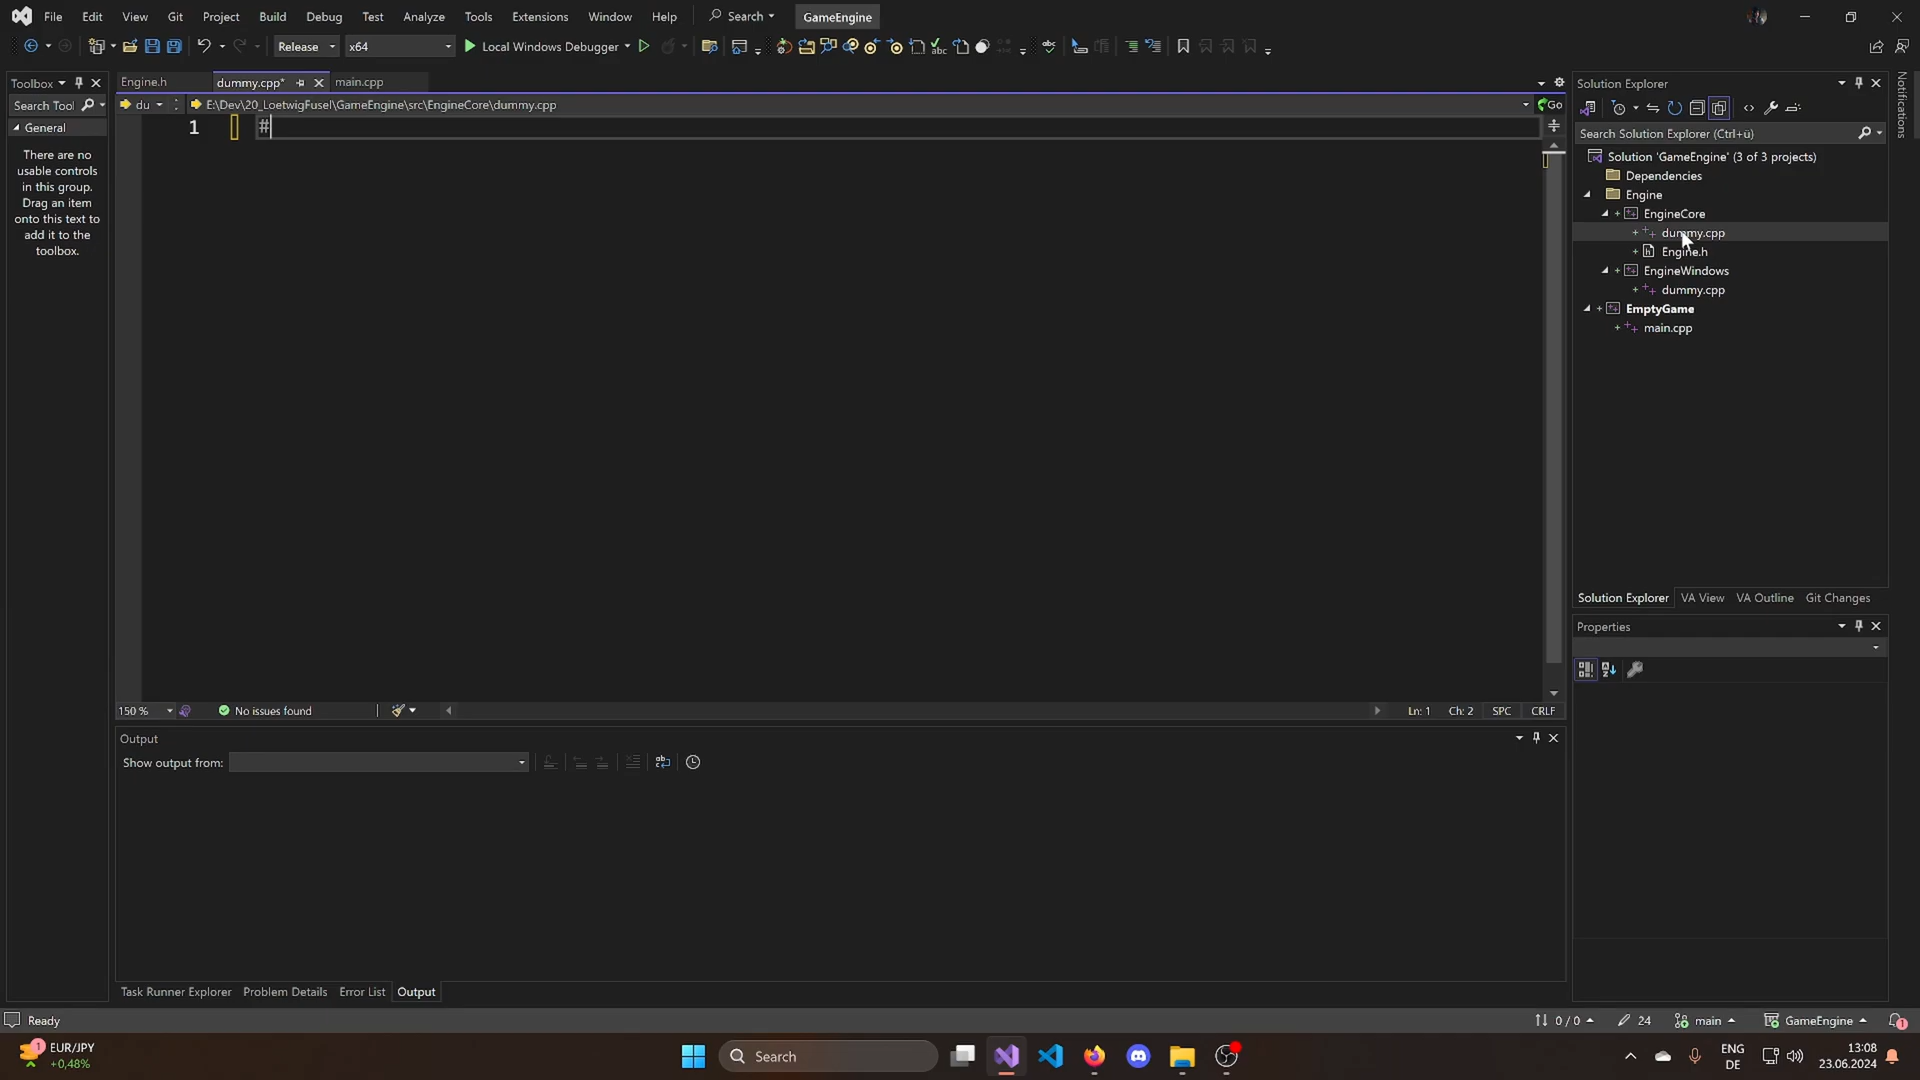 File Edit View Git Project Build Debug Test Analyze Tools Extensions Window Help Search GameEngine
Release x64 Local Windows Debugger
Toolbox
Search Tool
General
There are no
usable controls
in this group.
Drag an item
onto this text to
add it to the
toolbox.
Engine.h dummy.cpp* main.cpp
du E:\Dev\20_LoetwigFusel\GameEngine\src\EngineCore\dummy.cpp Go
1 #
150 % No issues found Ln: 1 Ch: 2 SPC CRLF
Output
Show output from:
Task Runner Explorer Problem Details Error List Output
Solution Explorer
Search Solution Explorer (Ctrl+ü)
Solution 'GameEngine' (3 of 3 projects)
Dependencies
Engine
EngineCore
dummy.cpp
Engine.h
EngineWindows
dummy.cpp
EmptyGame
main.cpp
Solution Explorer VA View VA Outline Git Changes
Properties
Notifications
Ready 0 / 0 24 main GameEngine 1
1 EUR/JPY
+0,48%
Search
ENG
DE
13:08
23.06.2024